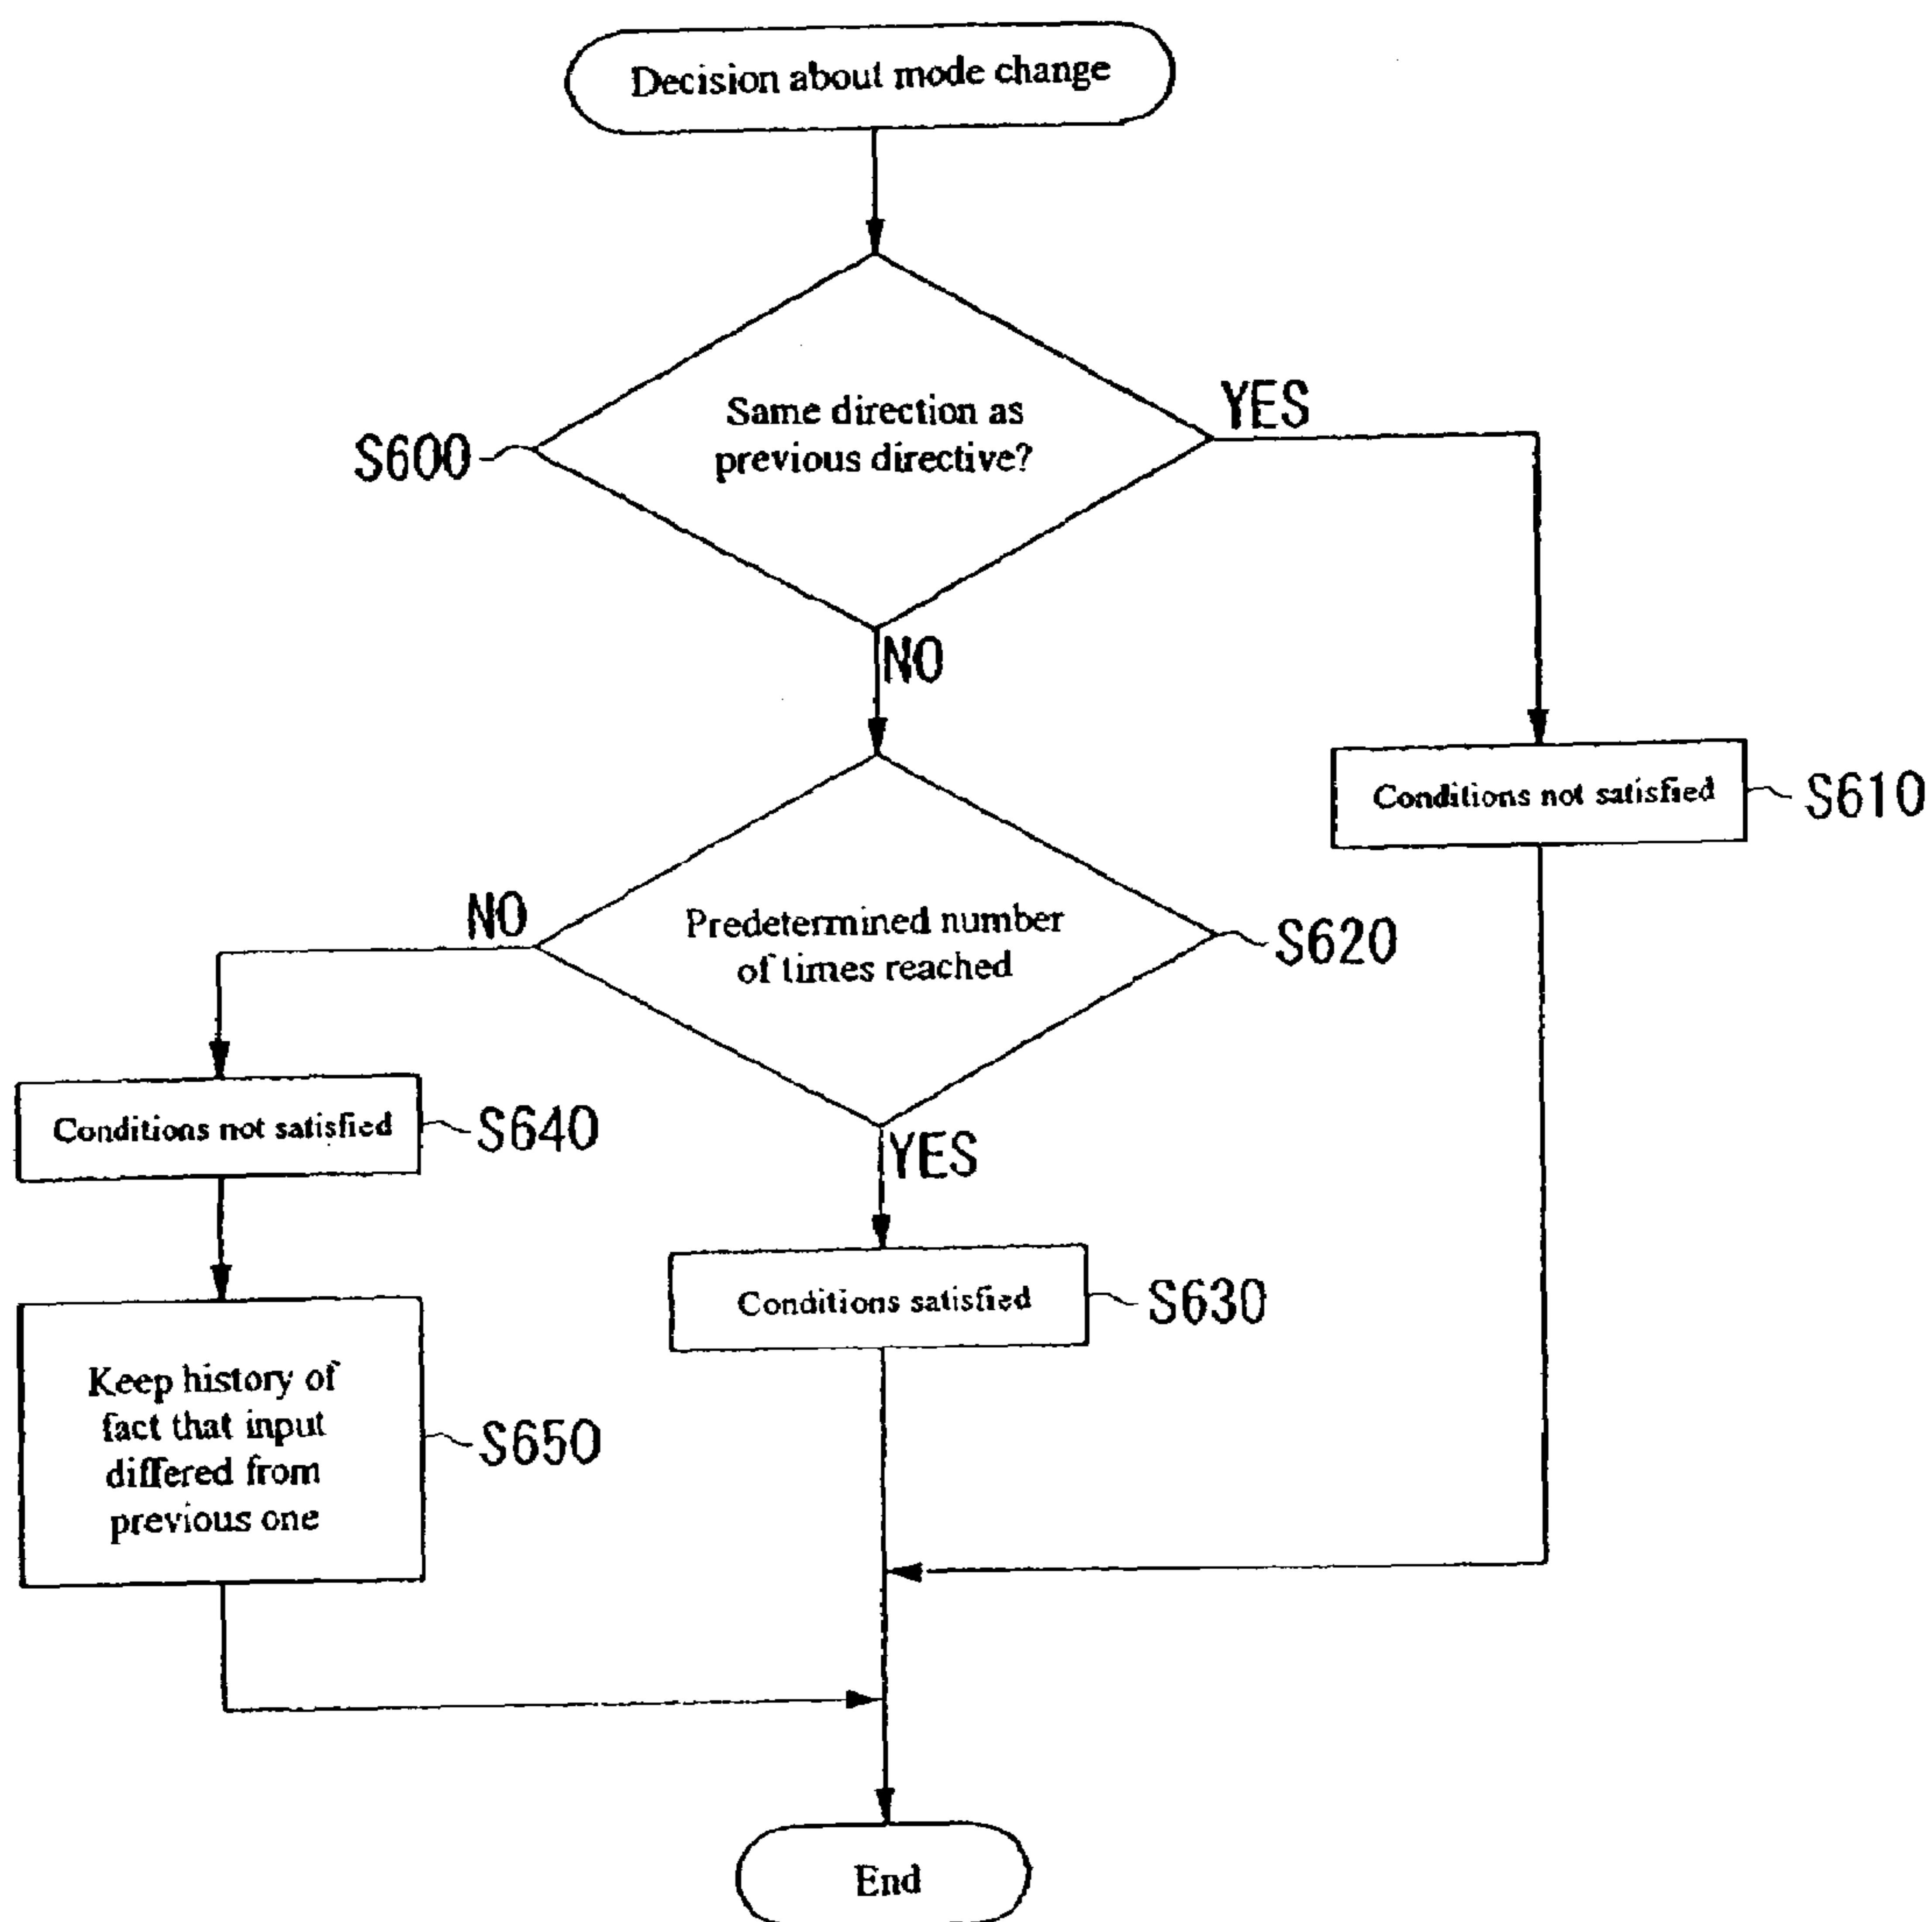 Decision about mode change
Same direction as
previous directive?
S600
YES
NO
Conditions not satisfied
S610
Predetermined number
of times reached
S620
NO
YES
Conditions not satisfied
S640
Conditions satisfied
S630
Keep history of
fact that input
differed from
previous one
S650
End